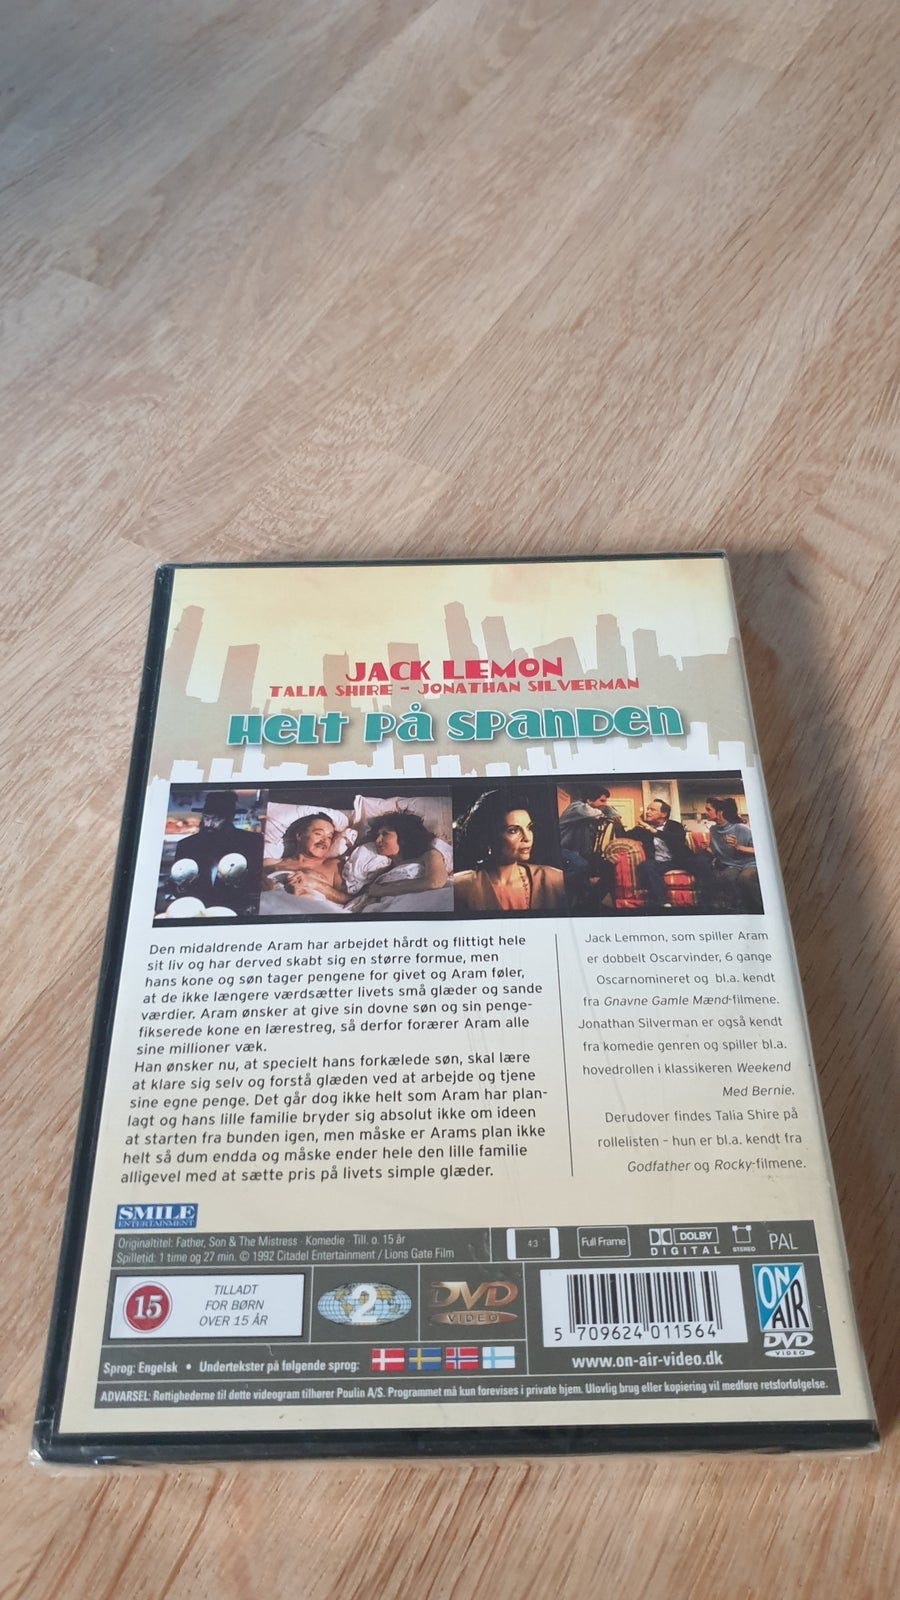 JACK LEMON
TALIA SHIRE - JONATHAN SILVERMAN
HELT PÅ SPANDEN
Den midaldrende Aram har arbejdet hårdt og flittigt hele
sit liv og har derved skabt sig en større formue, men
hans kone og søn tager pengene for givet og Aram føler,
at de ikke længere værdsætter livets små glæder og sande
værdier. Aram ønsker at give sin dovne søn og sin penge-
fikserede kone en lærestreg, så derfor forærer Aram alle
sine millioner væk.
Han ønsker nu, at specielt hans forkælede søn, skal lære
at klare sig selv og forstå glæden ved at arbejde og tjene
sine egne penge. Det går dog ikke helt som Aram har plan-
lagt og hans lille familie bryder sig absolut ikke om ideen
at starten fra bunden igen, men måske er Arams plan ikke
helt så dum endda og måske ender hele den lille familie
alligevel med at sætte pris på livets simple glæder.
Jack Lemmon, som spiller Aram
er dobbelt Oscarvinder, 6 gange
Oscarnomineret og bl.a. kendt
fra Gnavne Gamle Mænd-filmene.
Jonathan Silverman er også kendt
fra komedie genren og spiller bl.a.
hovedrollen i klassikeren Weekend
Med Bernie.
Derudover findes Talia Shire på
rollelisten - hun er bl.a. kendt fra
Godfather og Rocky-filmene.
SMILE
ENTERTAINMENT
Originaltitel: Father, Son & The Mistress · Komedie · Till. o. 15 år
Spilletid: 1 time og 27 min. © 1992 Citadel Entertainment / Lions Gate Film
4:3
Full Frame
DOLBY
DIGITAL
STEREO
PAL
15
TILLADT
FOR BØRN
OVER 15 ÅR
2
DVD
VIDEO
5 709624 011564
ON
AIR
DVD
VIDEO
Sprog: Engelsk • Undertekster på følgende sprog:
www.on-air-video.dk
ADVARSEL: Rettighederne til dette videogram tilhører Poulin A/S. Programmet må kun forevises i private hjem. Ulovlig brug eller kopiering vil medføre retsforfølgelse.